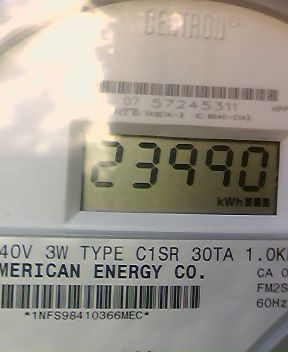 CENTRON®
07 57245311
23990
kWh
40V 3W TYPE C1SR 30TA 1.0K
MERICAN ENERGY CO.
CA 0
FM2S
60Hz
*1NFS98410366MEC*